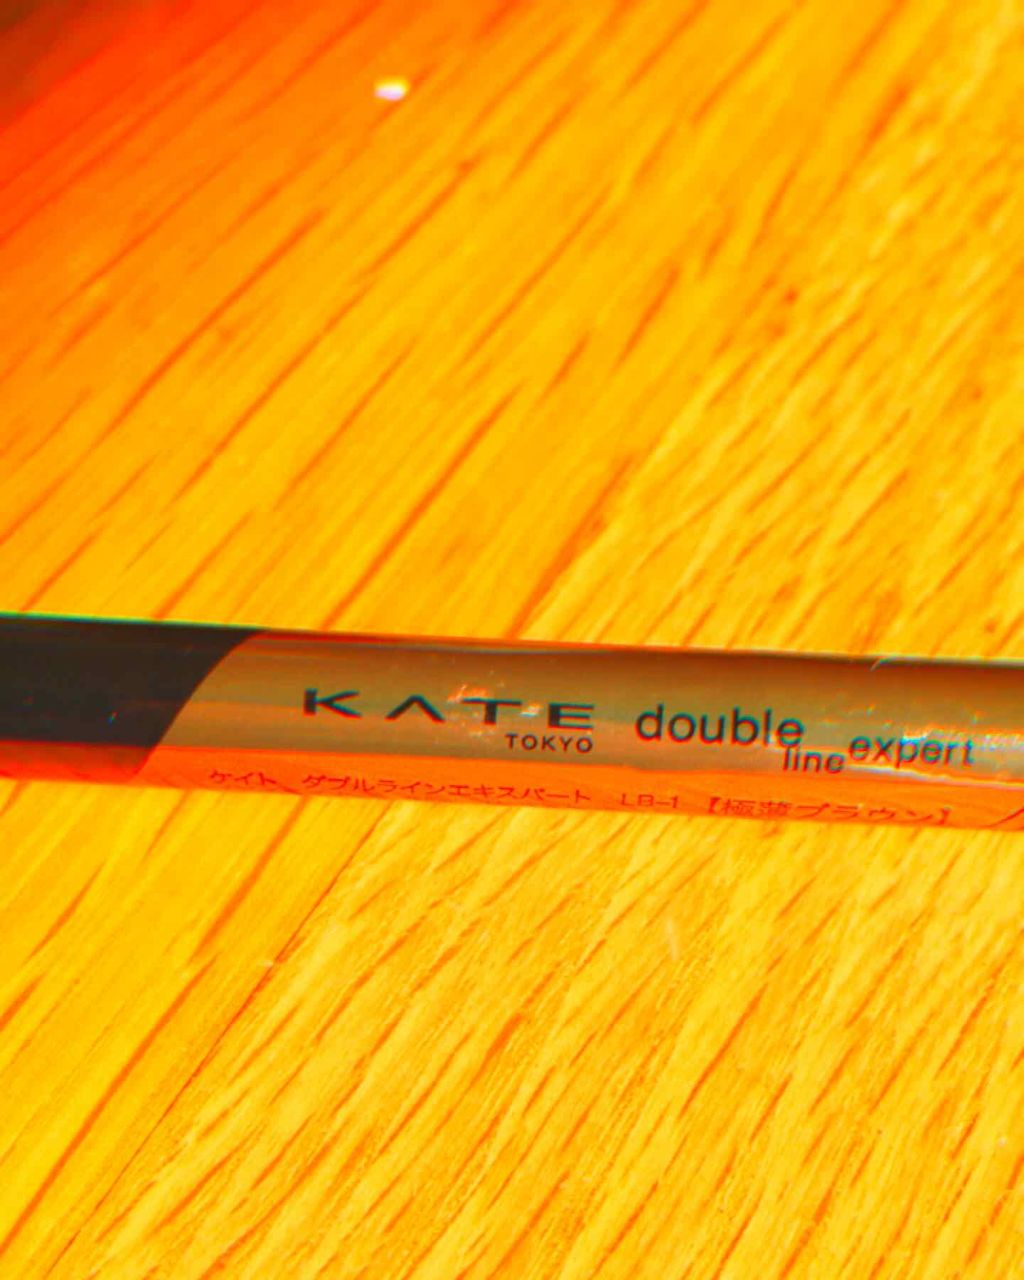 KATE
TOKYO
double
line
expert
ケイト ダブルラインエキスパート LB-1 【極薄ブラウン】